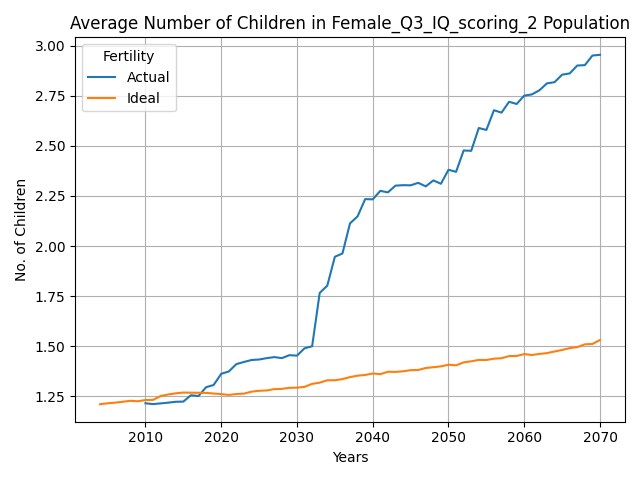 Average Number of Children in Female_Q3_IQ_scoring_2 Population
Fertility
Actual
Ideal
3.00
2.75
2.50
2.25
2.00
1.75
1.50
1.25
No. of Children
2010 2020 2030 2040 2050 2060 2070
Years